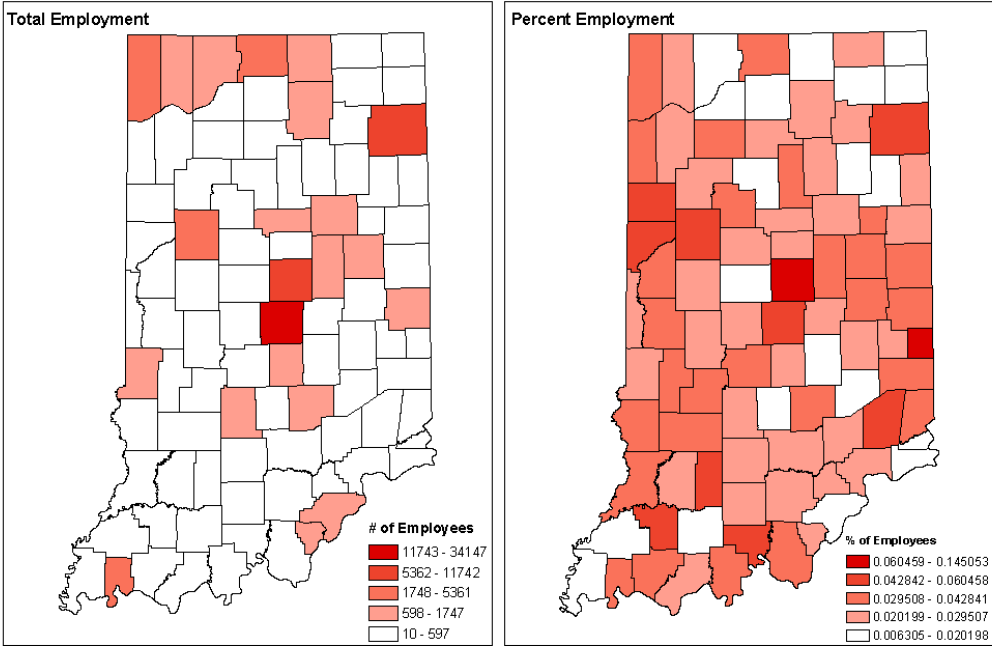 Total Employment
# of Employees
11743 - 34147
5362 - 11742
1748 - 5361
598 - 1747
10 - 597
Percent Employment
% of Employees
0.060459 - 0.145053
0.042842 - 0.060458
0.029508 - 0.042841
0.020199 - 0.029507
0.006305 - 0.020198